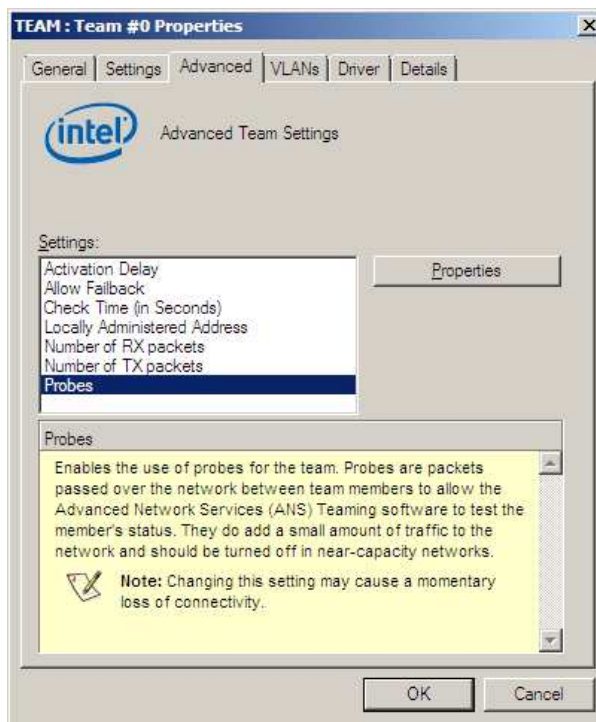 TEAM : Team #0 Properties
General
Settings
Advanced
VLANs
Driver
Details
intel
Advanced Team Settings
Settings:
Activation Delay
Allow Failback
Check Time (in Seconds)
Locally Administered Address
Number of RX packets
Number of TX packets
Probes
Properties
Probes
Enables the use of probes for the team. Probes are packets
passed over the network between team members to allow the
Advanced Network Services (ANS) Teaming software to test the
member's status. They do add a small amount of traffic to the
network and should be turned off in near-capacity networks.
Note: Changing this setting may cause a momentary
loss of connectivity.
OK
Cancel